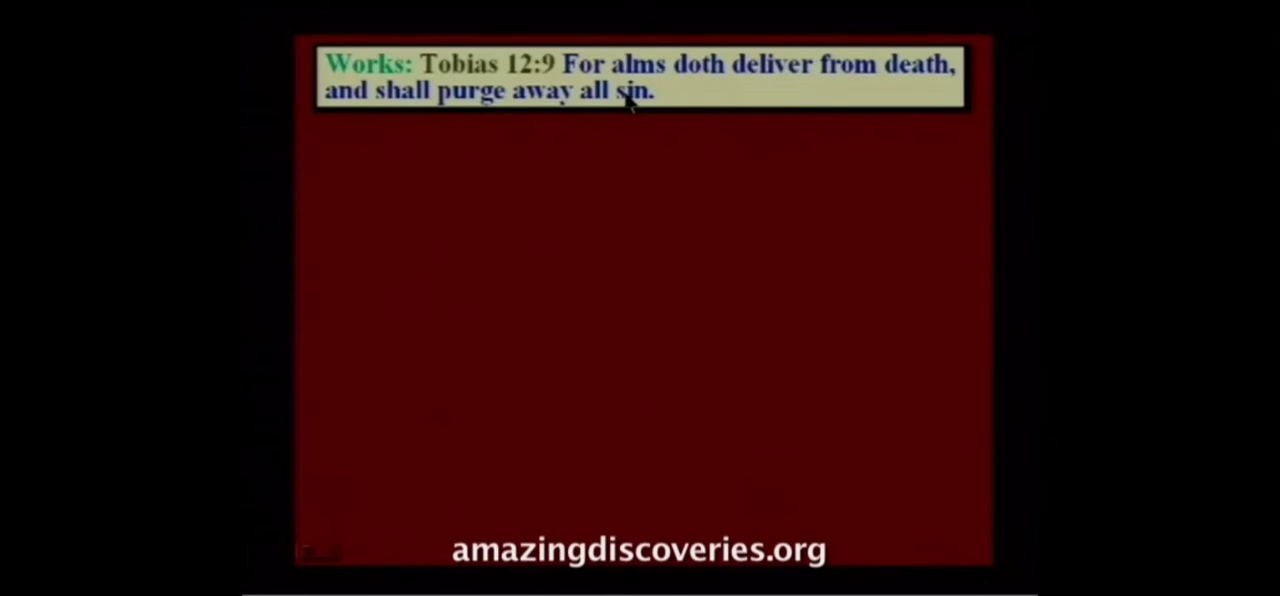 Works: Tobias 12:9 For alms doth deliver from death,
and shall purge away all sin.
amazingdiscoveries.org